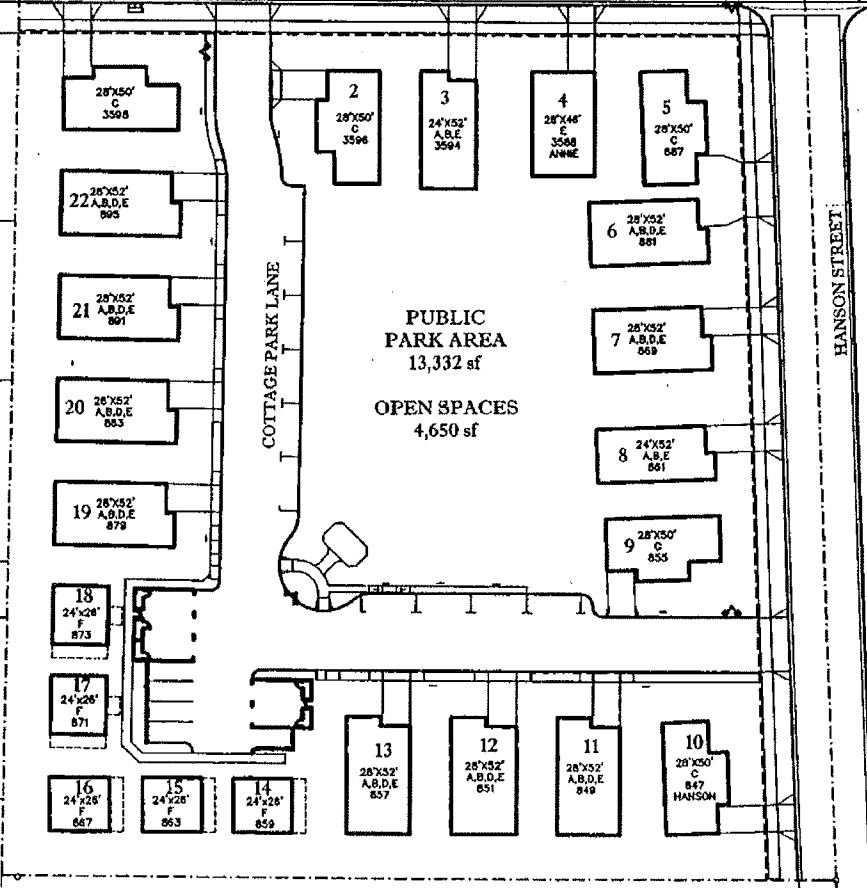 28'X50'
C
3598
2
28'X50'
C
3596
3
24'X52'
A,B,E
3594
4
28'X46'
E
3588
ANNIE
5
28'X50'
C
887
22
28'X52'
A,B,D,E
895
6
28'X52'
A,B,D,E
881
21
28'X52'
A,B,D,E
891
7
28'X52'
A,B,D,E
869
20
28'X52'
A,B,D,E
883
8
24'X52'
A,B,E
861
19
28'X52'
A,B,D,E
879
9
28'X50'
C
855
COTTAGE PARK LANE
PUBLIC
PARK AREA
13,332 sf
OPEN SPACES
4,650 sf
HANSON STREET
18
24'x26'
F
873
17
24'x26'
F
871
16
24'x26'
F
867
15
24'x26'
F
863
14
24'x26'
F
859
13
28'X52'
A,B,D,E
857
12
28'X52'
A,B,D,E
851
11
28'X52'
A,B,D,E
849
10
28'X50'
C
847
HANSON